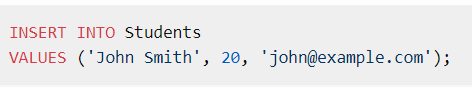 INSERT INTO Students
VALUES ('John Smith', 20, 'john@example.com');